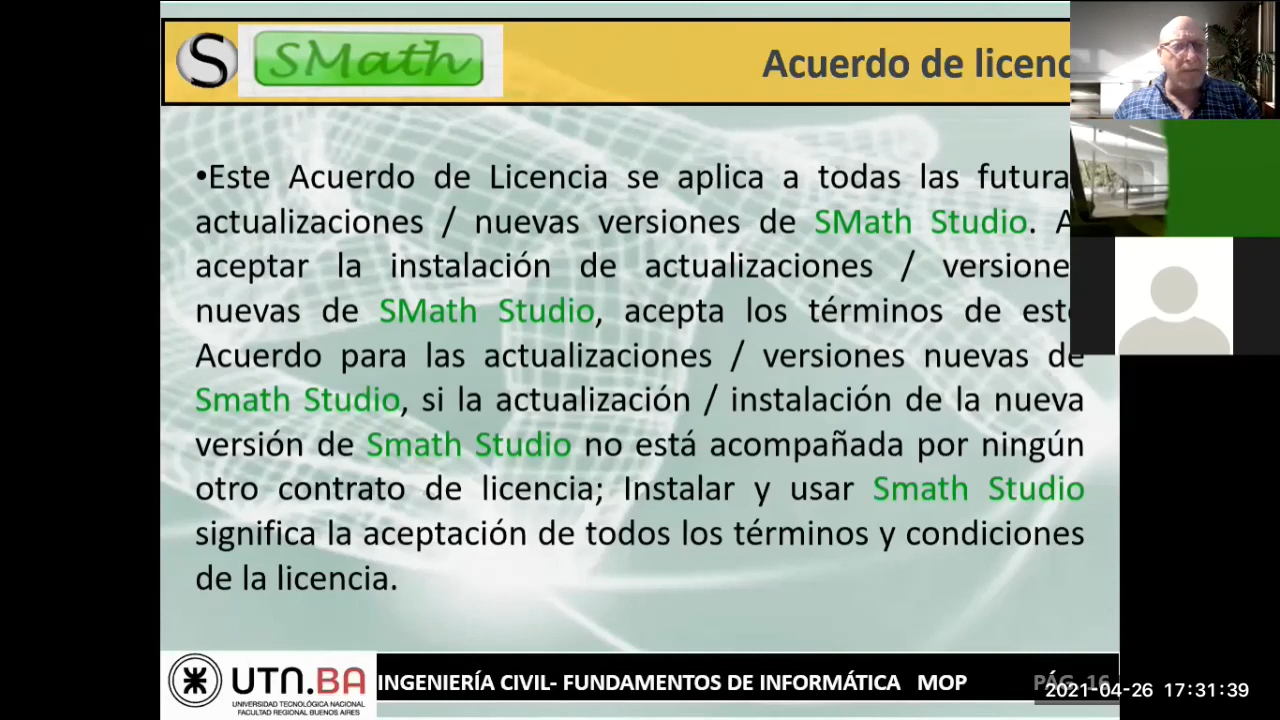 S SMath
Acuerdo de licenc
•Este Acuerdo de Licencia se aplica a todas las futura
actualizaciones / nuevas versiones de SMath Studio. A
aceptar la instalación de actualizaciones / versione
nuevas de SMath Studio, acepta los términos de este
Acuerdo para las actualizaciones / versiones nuevas de
Smath Studio, si la actualización / instalación de la nueva
versión de Smath Studio no está acompañada por ningún
otro contrato de licencia; Instalar y usar Smath Studio
significa la aceptación de todos los términos y condiciones
de la licencia.
UTN.BA
UNIVERSIDAD TECNOLÓGICA NACIONAL
FACULTAD REGIONAL BUENOS AIRES
INGENIERÍA CIVIL- FUNDAMENTOS DE INFORMÁTICA MOP
PÁG. 16
2021-04-26 17:31:39